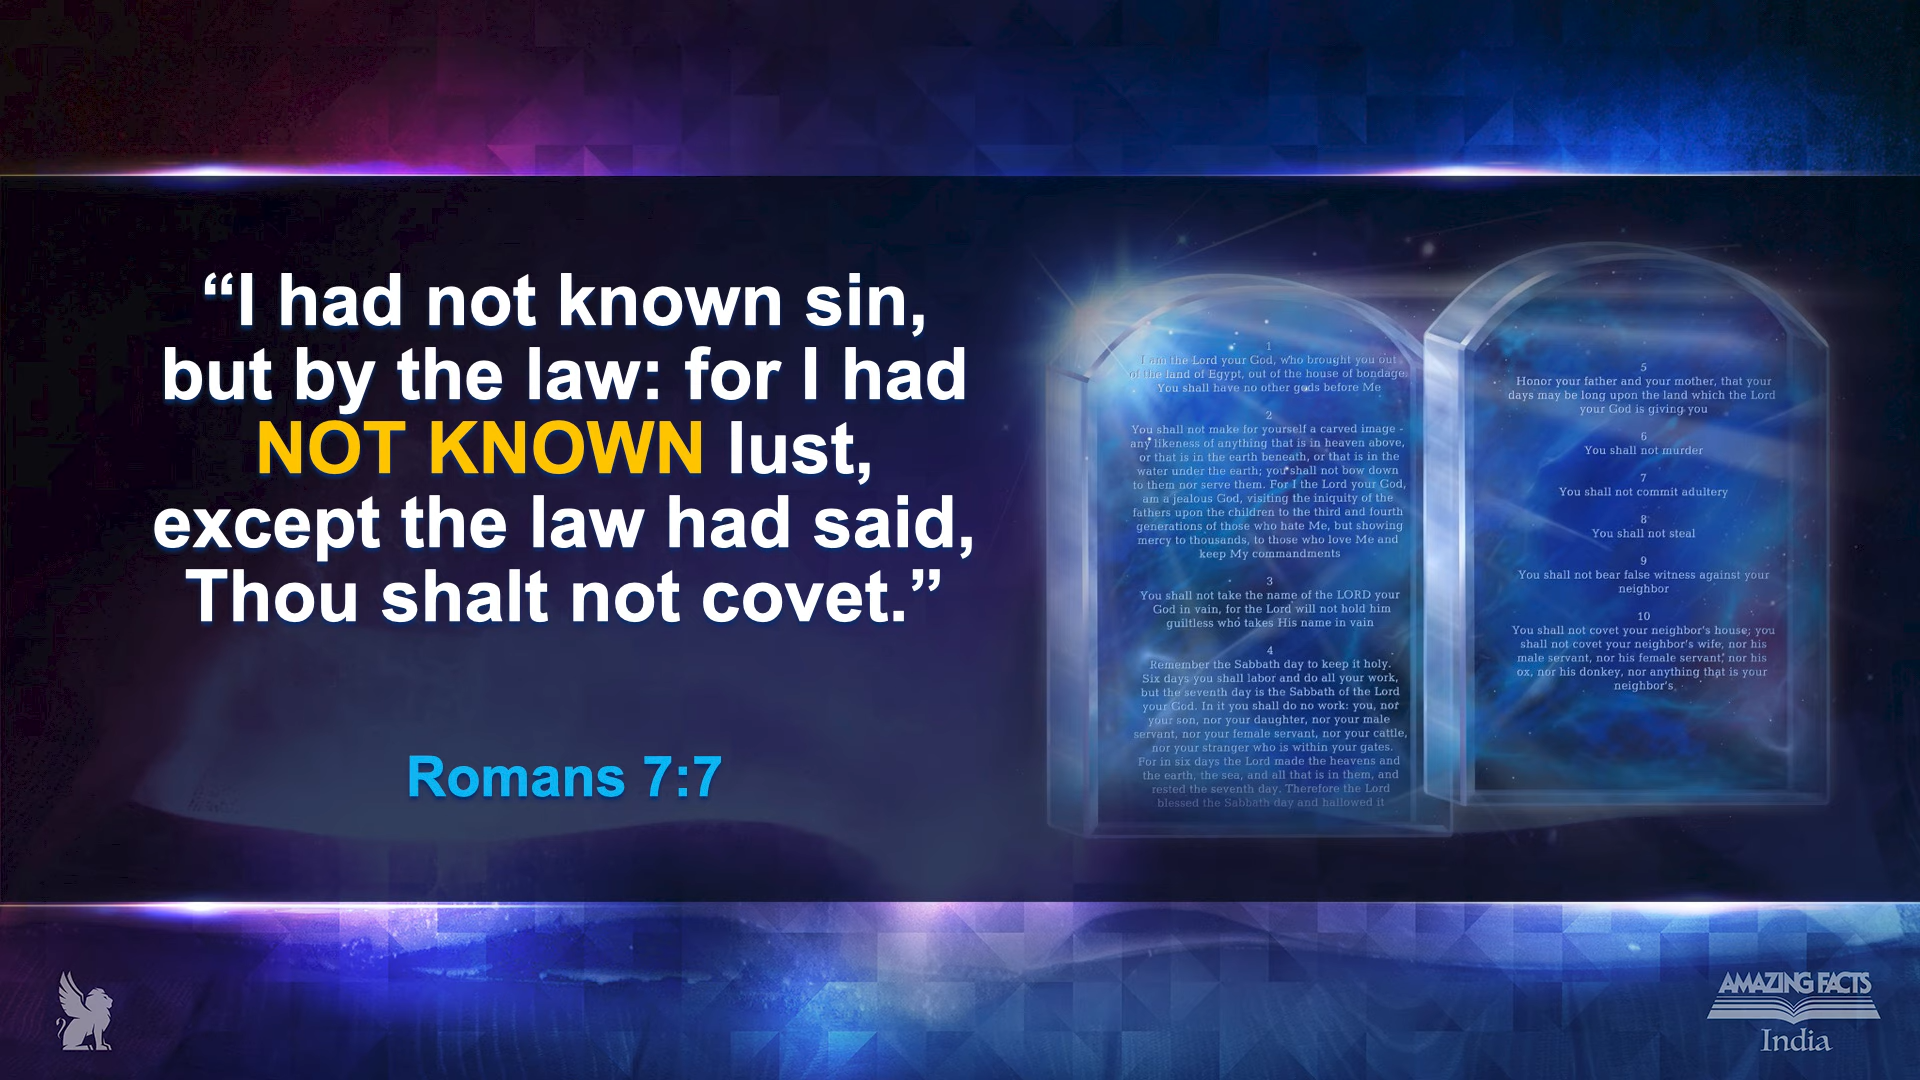 “I had not known sin,
but by the law: for I had
NOT KNOWN lust,
except the law had said,
Thou shalt not covet.”
Romans 7:7
1
I am the Lord your God, who brought you out
of the land of Egypt, out of the house of bondage.
You shall have no other gods before Me
2
You shall not make for yourself a carved image -
any likeness of anything that is in heaven above,
or that is in the earth beneath, or that is in the
water under the earth; you shall not bow down
to them nor serve them. For I the Lord your God,
am a jealous God, visiting the iniquity of the
fathers upon the children to the third and fourth
generations of those who hate Me, but showing
mercy to thousands, to those who love Me and
keep My commandments
3
You shall not take the name of the LORD your
God in vain, for the Lord will not hold him
guiltless who takes His name in vain
4
Remember the Sabbath day to keep it holy.
Six days you shall labor and do all your work,
but the seventh day is the Sabbath of the Lord
your God. In it you shall do no work: you, nor
your son, nor your daughter, nor your male
servant, nor your female servant, nor your cattle,
nor your stranger who is within your gates.
For in six days the Lord made the heavens and
the earth, the sea, and all that is in them, and
rested the seventh day. Therefore the Lord
blessed the Sabbath day and hallowed it
5
Honor your father and your mother, that your
days may be long upon the land which the Lord
your God is giving you
6
You shall not murder
7
You shall not commit adultery
8
You shall not steal
9
You shall not bear false witness against your
neighbor
10
You shall not covet your neighbor's house; you
shall not covet your neighbor's wife, nor his
male servant, nor his female servant, nor his
ox, nor his donkey, nor anything that is your
neighbor's.
AMAZING FACTS
India